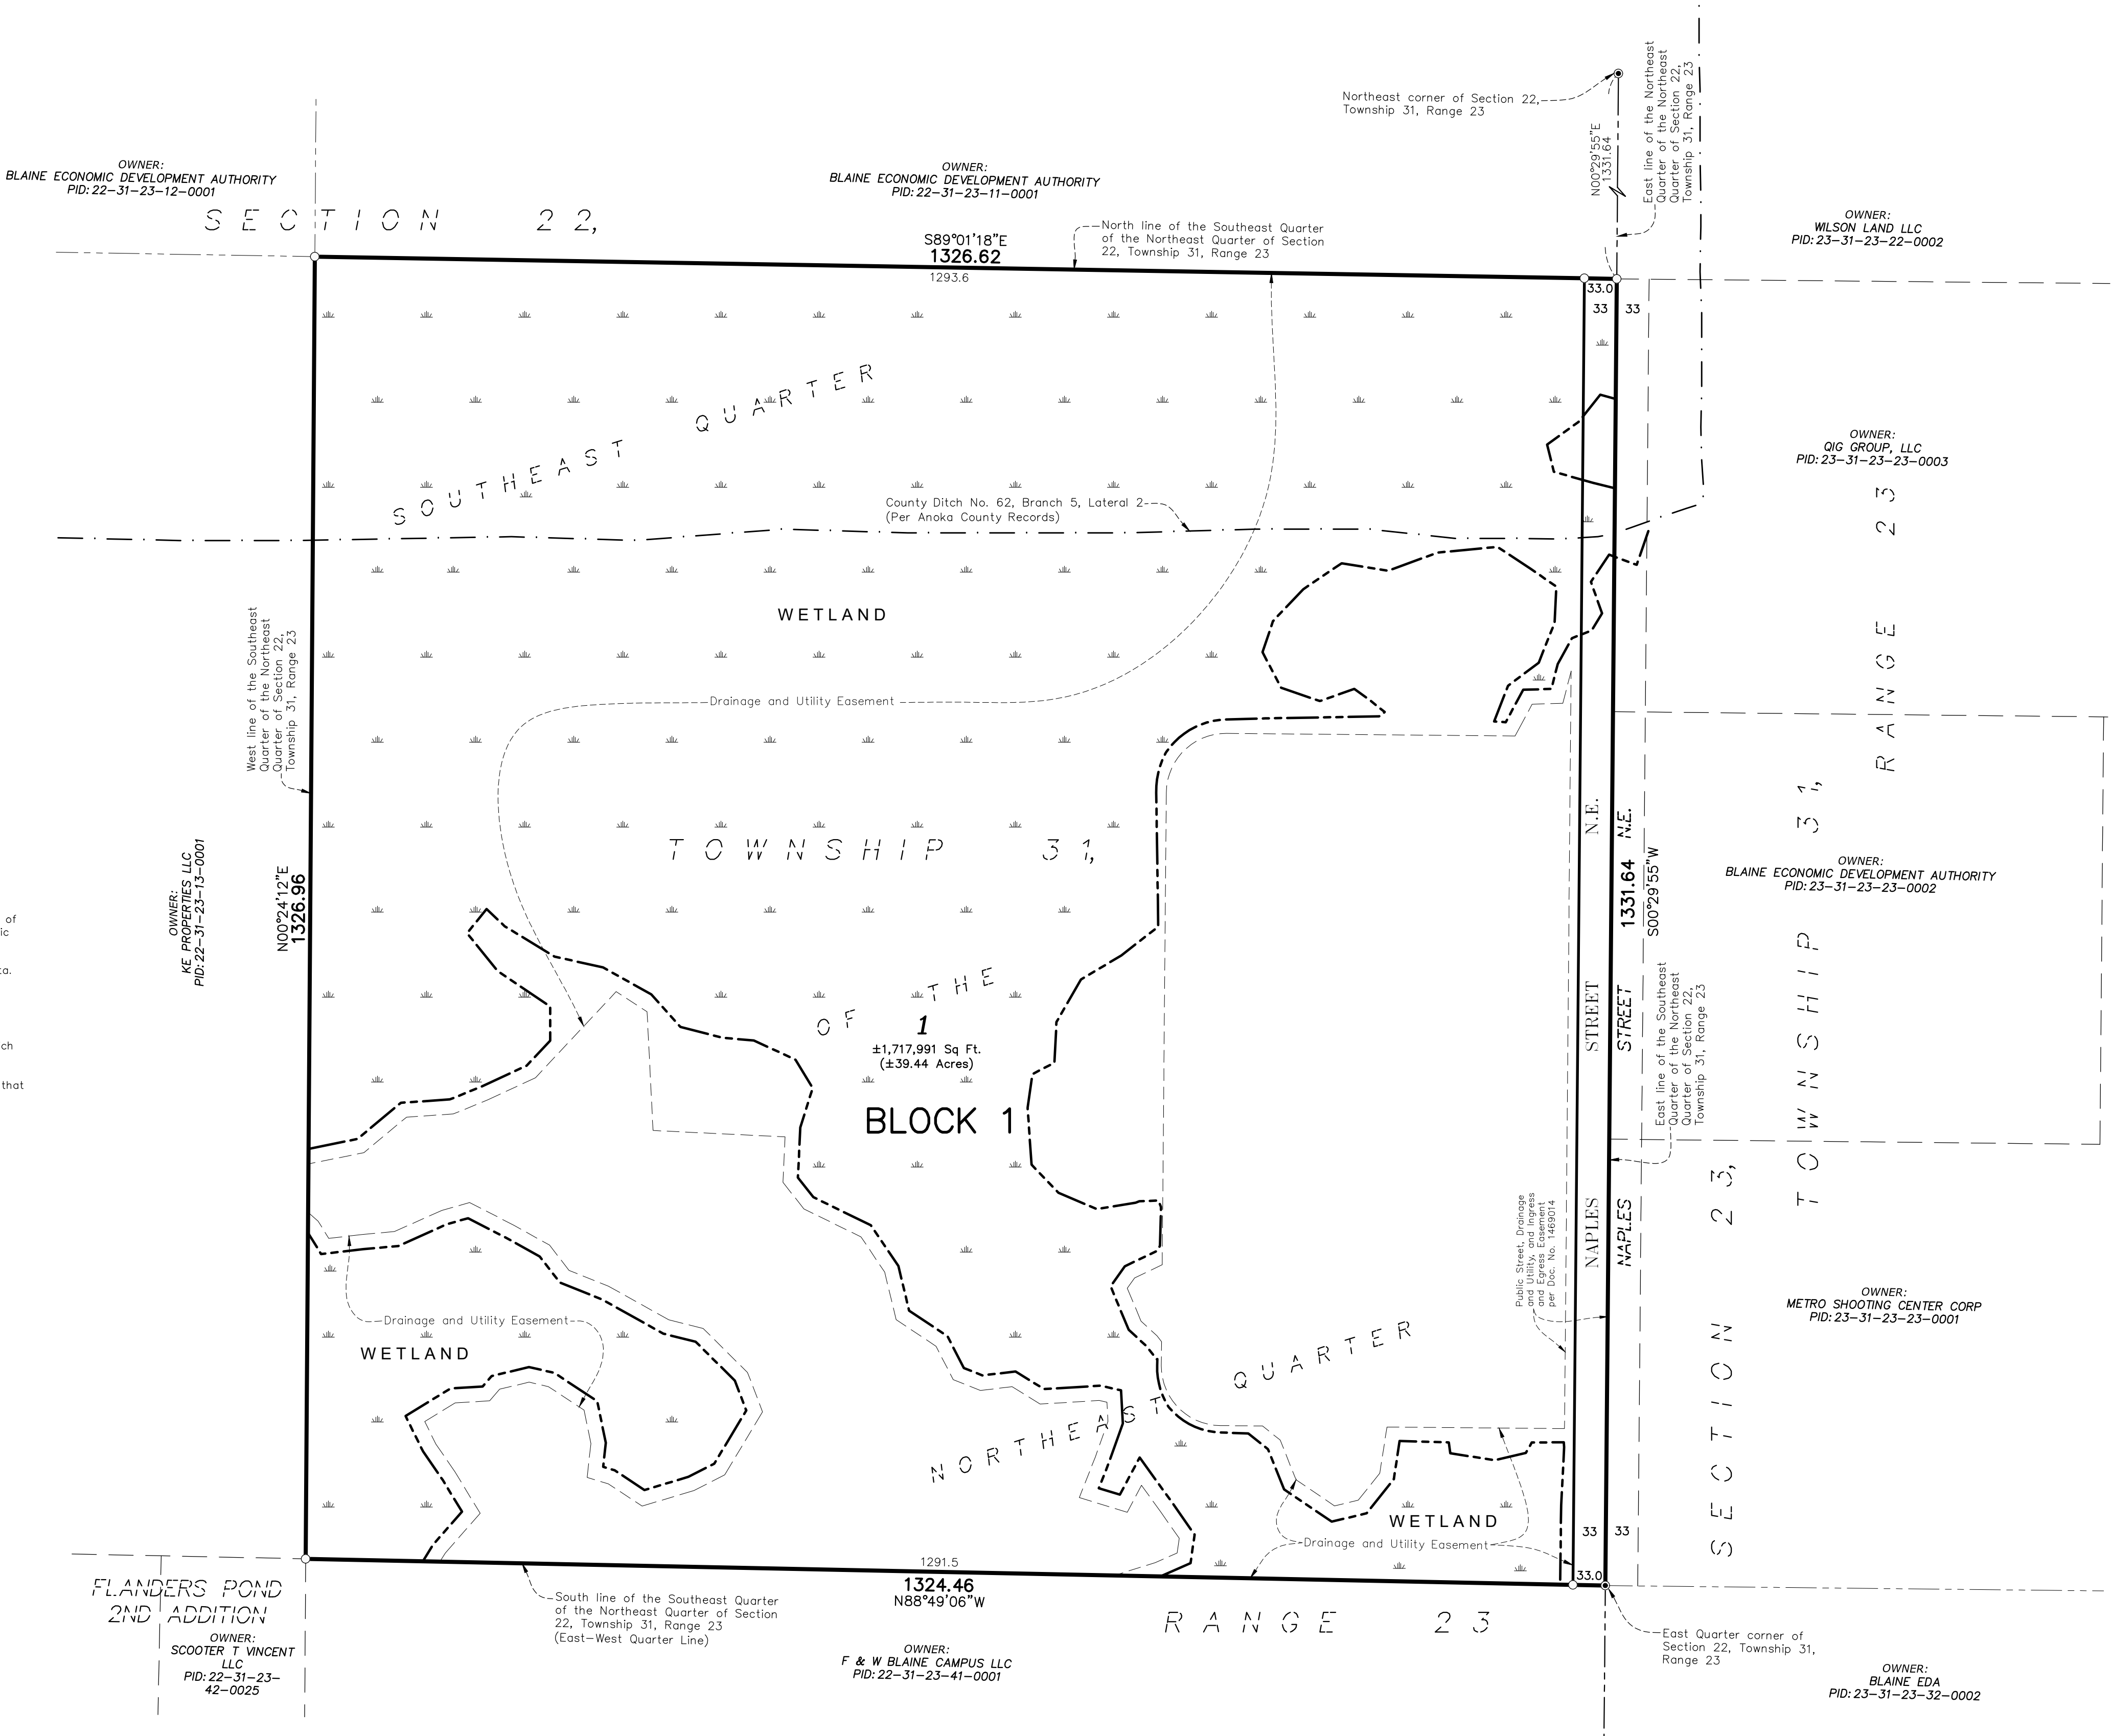 Northeast corner of Section 22,
Township 31, Range 23
N00°29'55"E
1331.64
East line of the Northeast
Quarter of the Northeast
Quarter of Section 22,
Township 31, Range 23
OWNER:
BLAINE ECONOMIC DEVELOPMENT AUTHORITY
PID: 22-31-23-12-0001
OWNER:
BLAINE ECONOMIC DEVELOPMENT AUTHORITY
PID: 22-31-23-11-0001
OWNER:
WILSON LAND LLC
PID: 23-31-23-22-0002
SECTION 22,
S89°01'18"E
1326.62
1293.6
North line of the Southeast Quarter
of the Northeast Quarter of Section
22, Township 31, Range 23
33.0
33
33
SOUTHEAST QUARTER
OWNER:
QIG GROUP, LLC
PID: 23-31-23-23-0003
County Ditch No. 62, Branch 5, Lateral 2
(Per Anoka County Records)
WETLAND
West line of the Southeast
Quarter of the Northeast
Quarter of Section 22,
Township 31, Range 23
Drainage and Utility Easement
OWNER:
KE PROPERTIES LLC
PID: 22-31-23-13-0001
N00°24'12"E
1326.96
TOWNSHIP 31,
of
ic
ta.
ch
that
OF THE
1
±1,717,991 Sq Ft.
(±39.44 Acres)
BLOCK 1
NAPLES STREET N.E.
NAPLES STREET N.E.
1331.64
S00°29'55"W
OWNER:
BLAINE ECONOMIC DEVELOPMENT AUTHORITY
PID: 23-31-23-23-0002
East line of the Southeast
Quarter of the Northeast
Quarter of Section 22,
Township 31, Range 23
SECTION 23, TOWNSHIP 31, RANGE 23
Public Street, Drainage
and Utility, and Ingress
and Egress Easement
per Doc. No. 1469014
OWNER:
METRO SHOOTING CENTER CORP
PID: 23-31-23-23-0001
Drainage and Utility Easement
WETLAND
NORTHEAST QUARTER
WETLAND
Drainage and Utility Easement
33
33
33.0
1291.5
1324.46
N88°49'06"W
FLANDERS POND
2ND ADDITION
OWNER:
SCOOTER T VINCENT
LLC
PID: 22-31-23-
42-0025
South line of the Southeast Quarter
of the Northeast Quarter of Section
22, Township 31, Range 23
(East-West Quarter Line)
RANGE 23
OWNER:
F & W BLAINE CAMPUS LLC
PID: 22-31-23-41-0001
East Quarter corner of
Section 22, Township 31,
Range 23
OWNER:
BLAINE EDA
PID: 23-31-23-32-0002